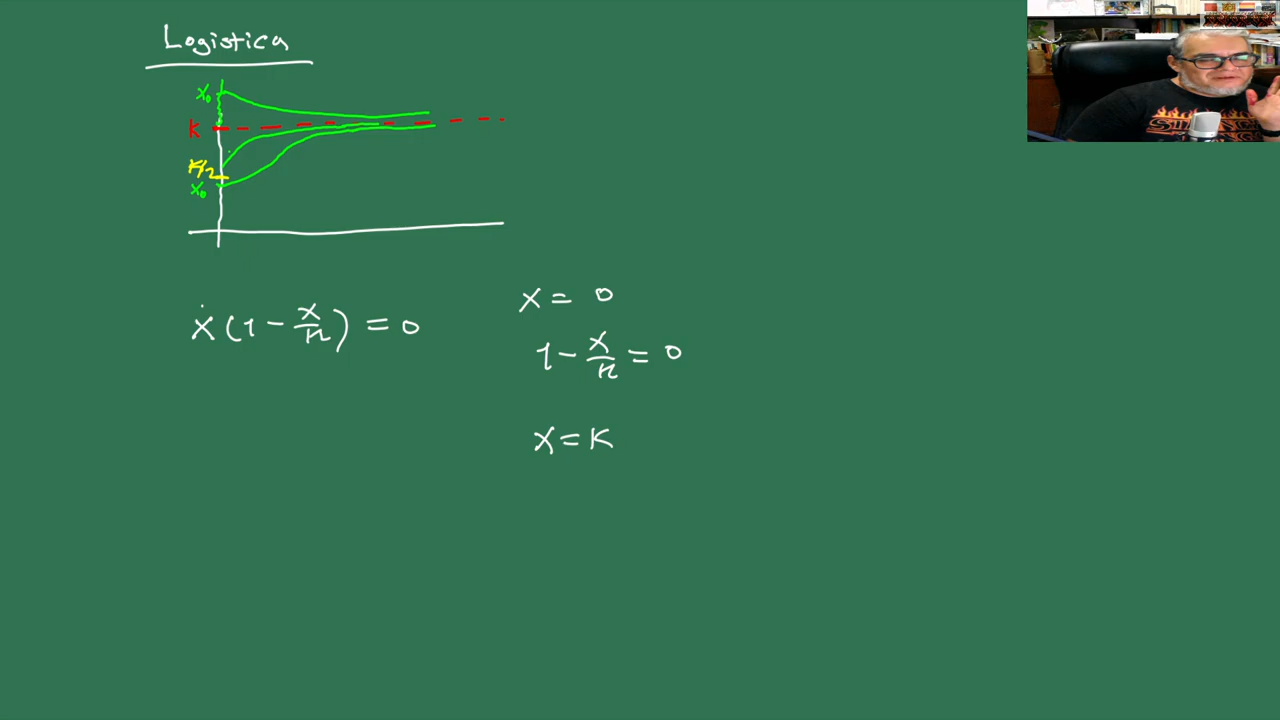 Logistica
x₀
K
K/2
x₀
ẋ(1 - x/K) = 0
x = 0
1 - x/K = 0
x = K